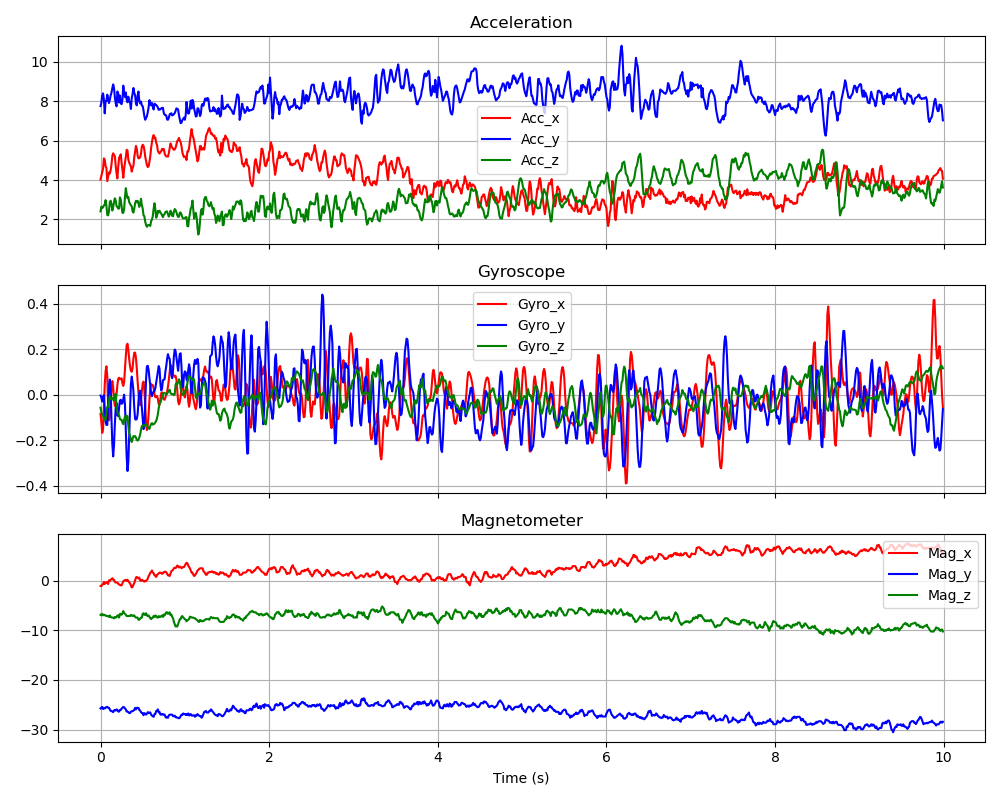 Acceleration
10
8
6
4
2
Acc_x
Acc_y
Acc_z
Gyroscope
0.4
0.2
0.0
−0.2
−0.4
Gyro_x
Gyro_y
Gyro_z
Magnetometer
0
−10
−20
−30
Mag_x
Mag_y
Mag_z
0 2 4 6 8 10
Time (s)